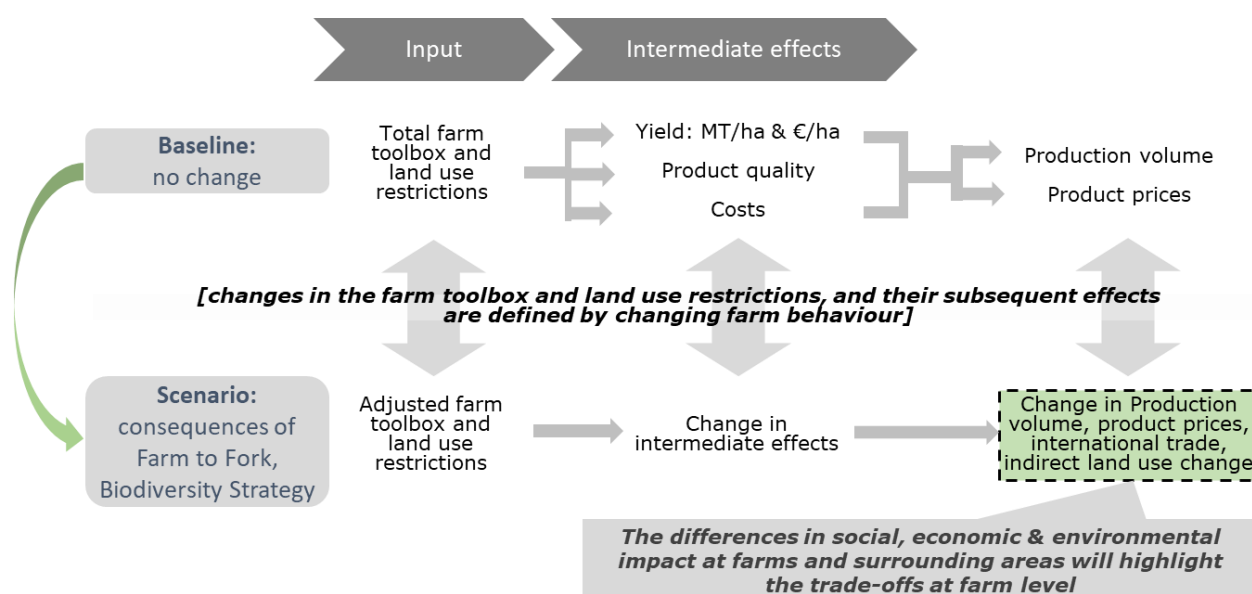 Input
Intermediate effects
Baseline:
no change
Total farm
toolbox and
land use
restrictions
Yield: MT/ha & €/ha
Product quality
Costs
Production volume
Product prices
[changes in the farm toolbox and land use restrictions, and their subsequent effects
are defined by changing farm behaviour]
Scenario:
consequences of
Farm to Fork,
Biodiversity Strategy
Adjusted farm
toolbox and
land use
restrictions
Change in
intermediate effects
Change in Production
volume, product prices,
international trade,
indirect land use change
The differences in social, economic & environmental
impact at farms and surrounding areas will highlight
the trade-offs at farm level